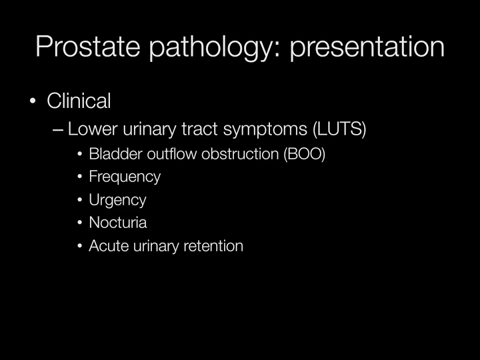 Prostate pathology: presentation
• Clinical
– Lower urinary tract symptoms (LUTS)
• Bladder outflow obstruction (BOO)
• Frequency
• Urgency
• Nocturia
• Acute urinary retention